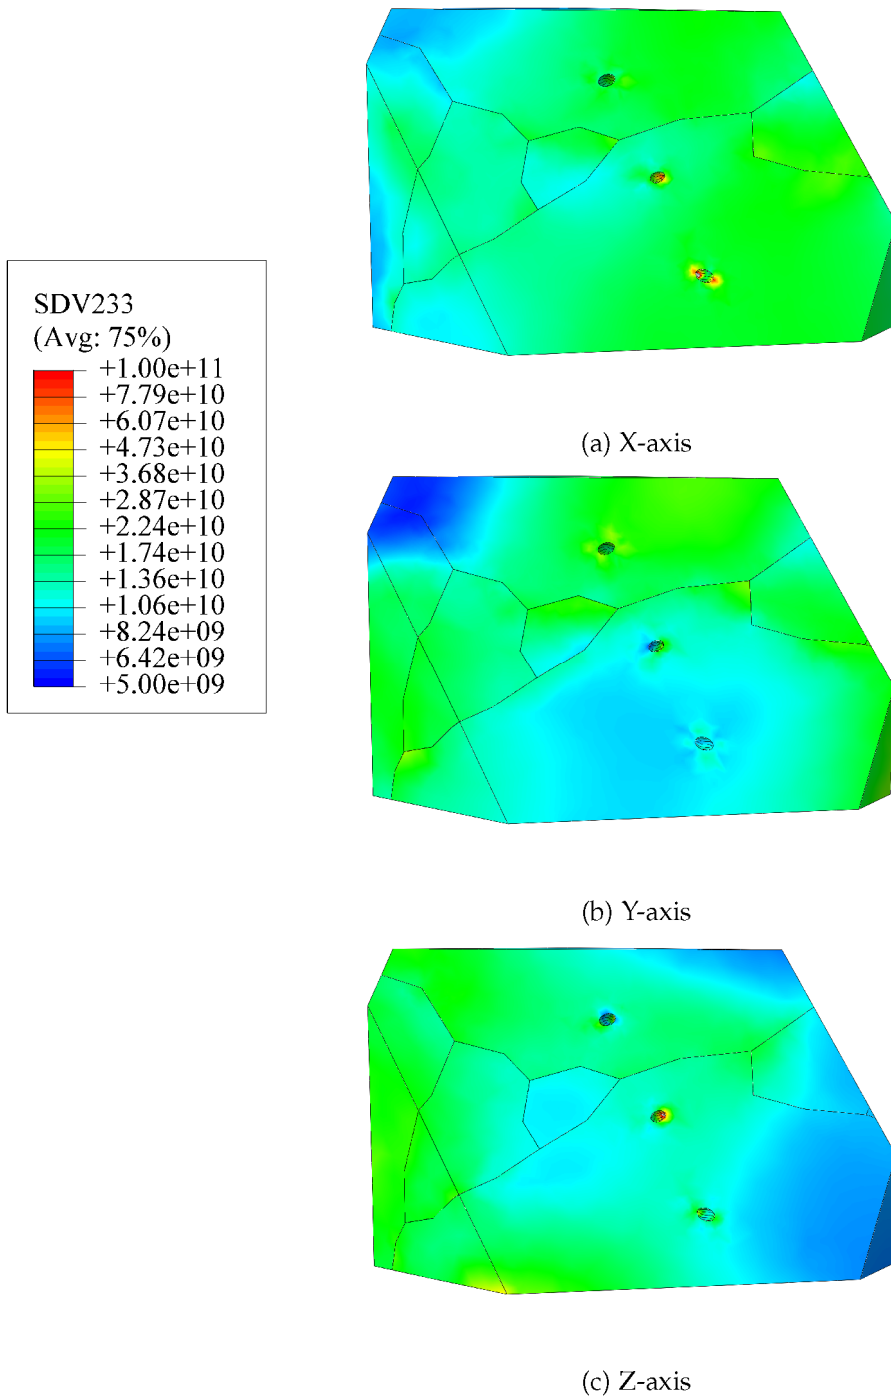 SDV233
(Avg: 75%)
+1.00e+11
+7.79e+10
+6.07e+10
+4.73e+10
+3.68e+10
+2.87e+10
+2.24e+10
+1.74e+10
+1.36e+10
+1.06e+10
+8.24e+09
+6.42e+09
+5.00e+09
(a) X-axis
(b) Y-axis
(c) Z-axis